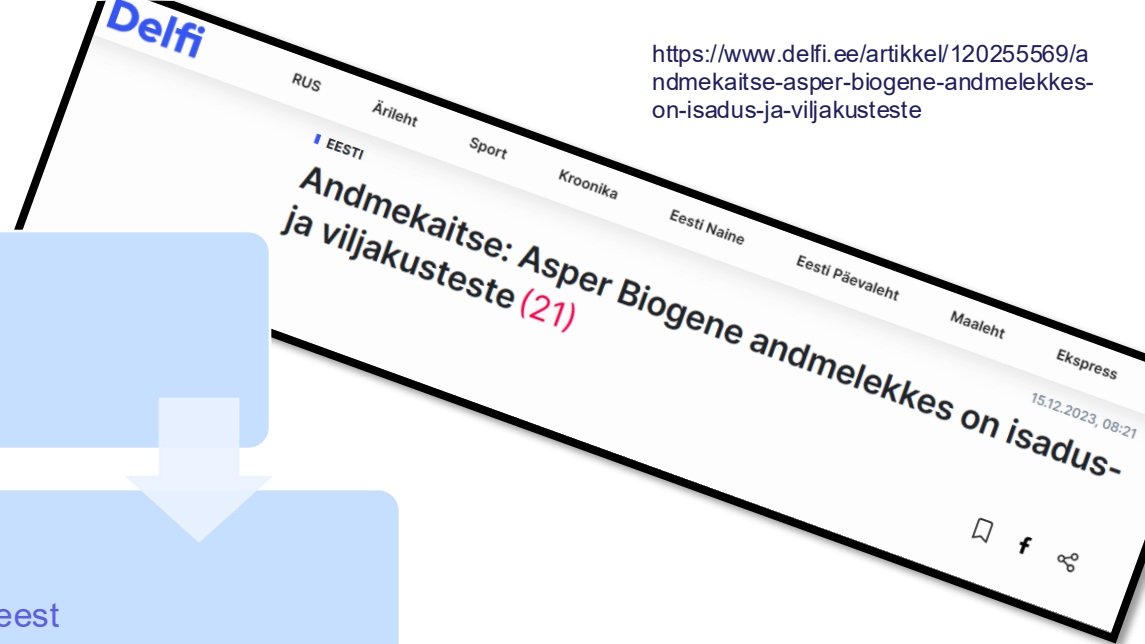 Delfi
https://www.delfi.ee/artikkel/120255569/a
ndmekaitse-asper-biogene-andmelekkes-
on-isadus-ja-viljakusteste
RUS
Ärileht
Sport
Kroonika
Eesti Naine
Eesti Päevaleht
Maaleht
Ekspress
EESTI
15.12.2023, 08:21
Andmekaitse: Asper Biogene andmelekkes on isadus-
ja viljakusteste (21)
eest